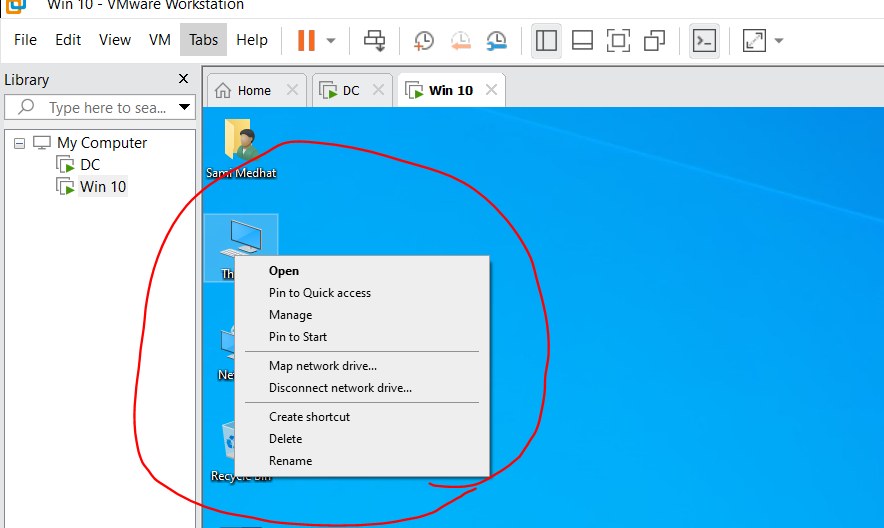 Win 10 - VMware Workstation
File Edit View VM Tabs Help
Library
Type here to sea...
My Computer
DC
Win 10
Home
DC
Win 10
Sami Medhat
Th
Ne
Recycle Bin
Open
Pin to Quick access
Manage
Pin to Start
Map network drive...
Disconnect network drive...
Create shortcut
Delete
Rename